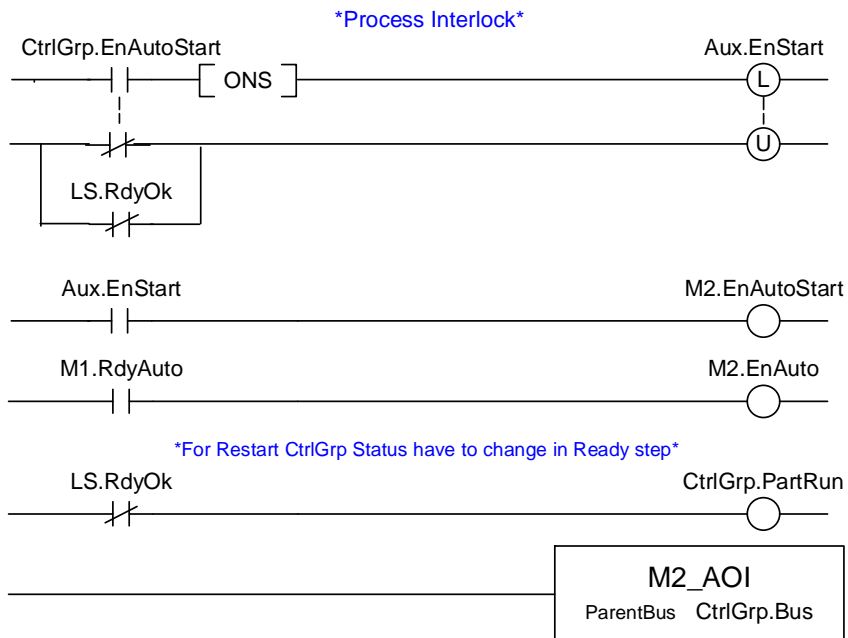 *Process Interlock*
CtrlGrp.EnAutoStart Aux.EnStart
ONS L
U
LS.RdyOk
Aux.EnStart M2.EnAutoStart
M1.RdyAuto M2.EnAuto
*For Restart CtrlGrp Status have to change in Ready step*
LS.RdyOk CtrlGrp.PartRun
M2_AOI
ParentBus CtrlGrp.Bus